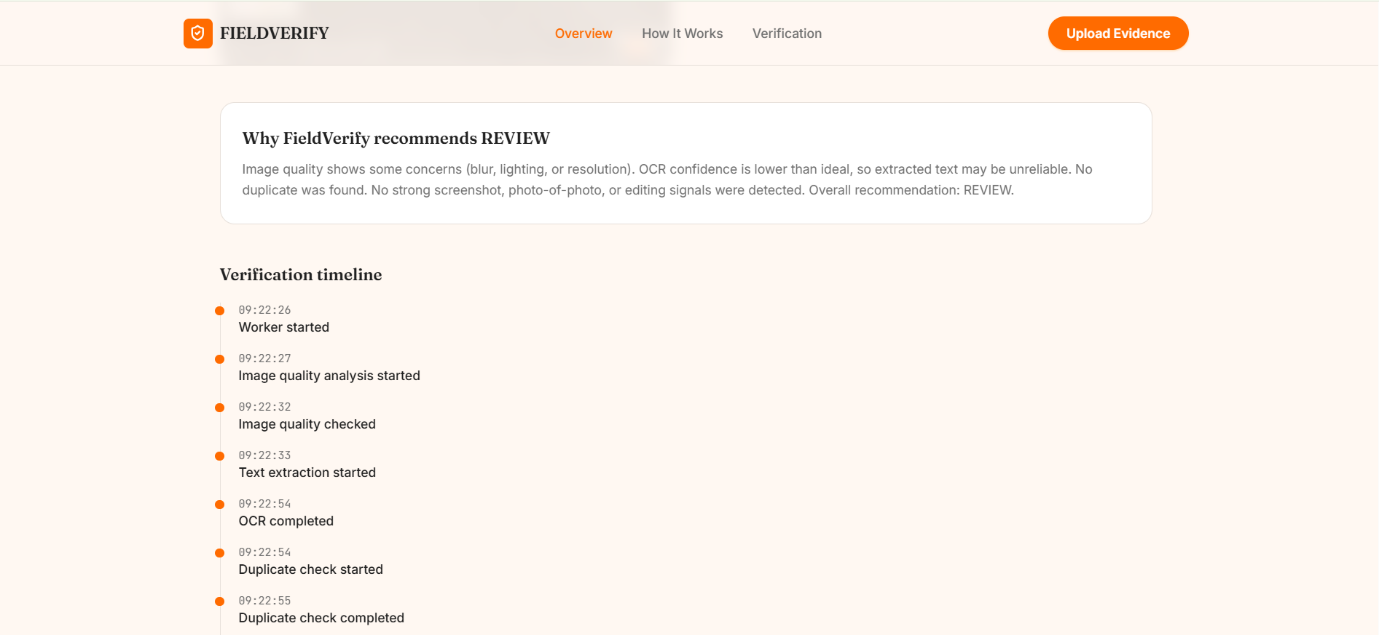 FIELDVERIFY
Overview
How It Works
Verification
Upload Evidence
Why FieldVerify recommends REVIEW
Image quality shows some concerns (blur, lighting, or resolution). OCR confidence is lower than ideal, so extracted text may be unreliable. No
duplicate was found. No strong screenshot, photo-of-photo, or editing signals were detected. Overall recommendation: REVIEW.
Verification timeline
09:22:26
Worker started
09:22:27
Image quality analysis started
09:22:32
Image quality checked
09:22:33
Text extraction started
09:22:54
OCR completed
09:22:54
Duplicate check started
09:22:55
Duplicate check completed